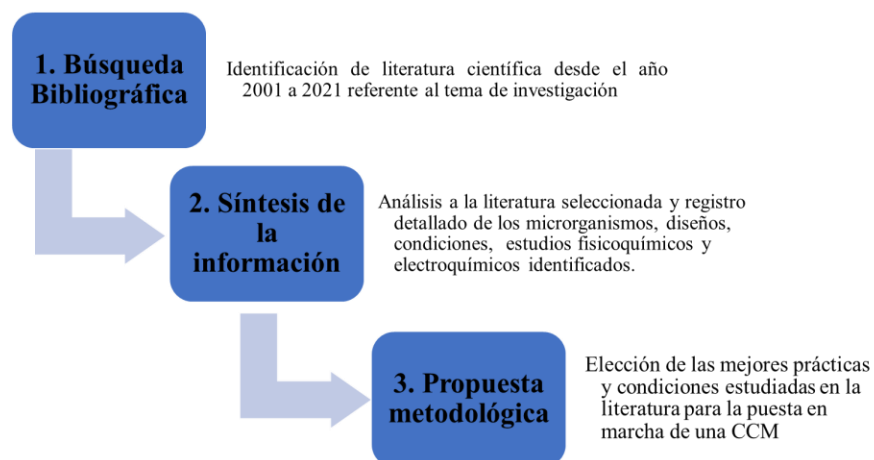 1. Búsqueda
Bibliográfica
Identificación de literatura científica desde el año
2001 a 2021 referente al tema de investigación
2. Síntesis de
la
información
Análisis a la literatura seleccionada y registro
detallado de los microrganismos, diseños,
condiciones, estudios fisicoquímicos y
electroquímicos identificados.
3. Propuesta
metodológica
Elección de las mejores prácticas
y condiciones estudiadas en la
literatura para la puesta en
marcha de una CCM